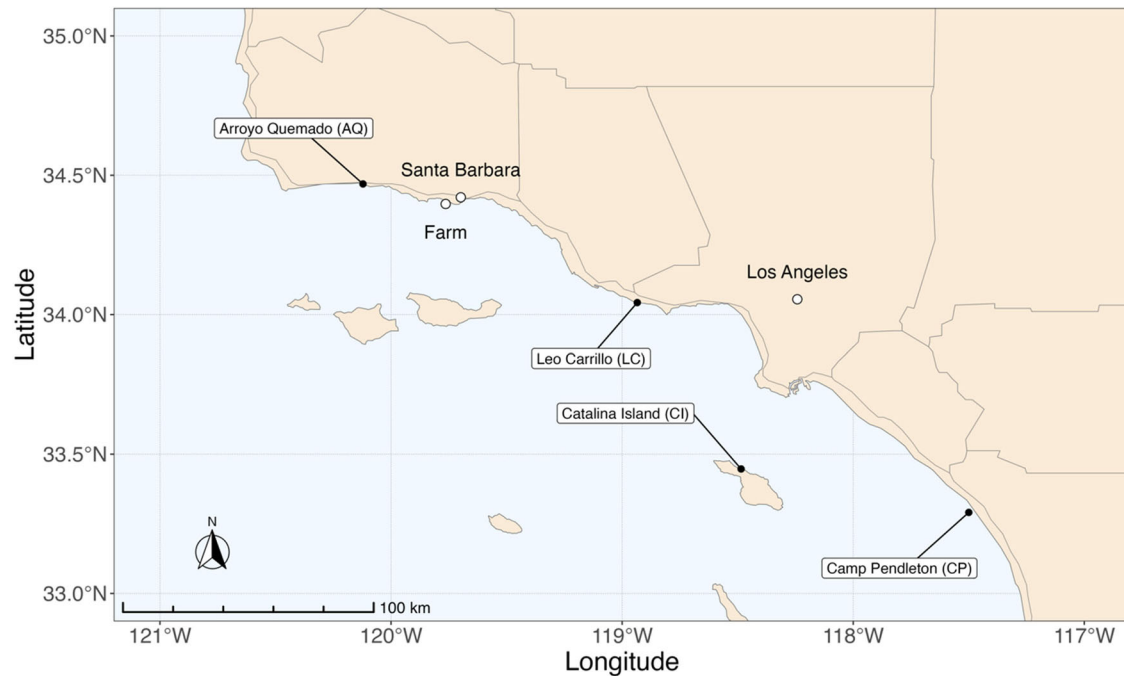 35.0°N
Arroyo Quemado (AQ)
Santa Barbara
34.5°N
Farm
Los Angeles
34.0°N
Leo Carrillo (LC)
Catalina Island (CI)
33.5°N
N
Camp Pendleton (CP)
33.0°N
100 km
121°W
120°W
119°W
118°W
117°W
Longitude
Latitude